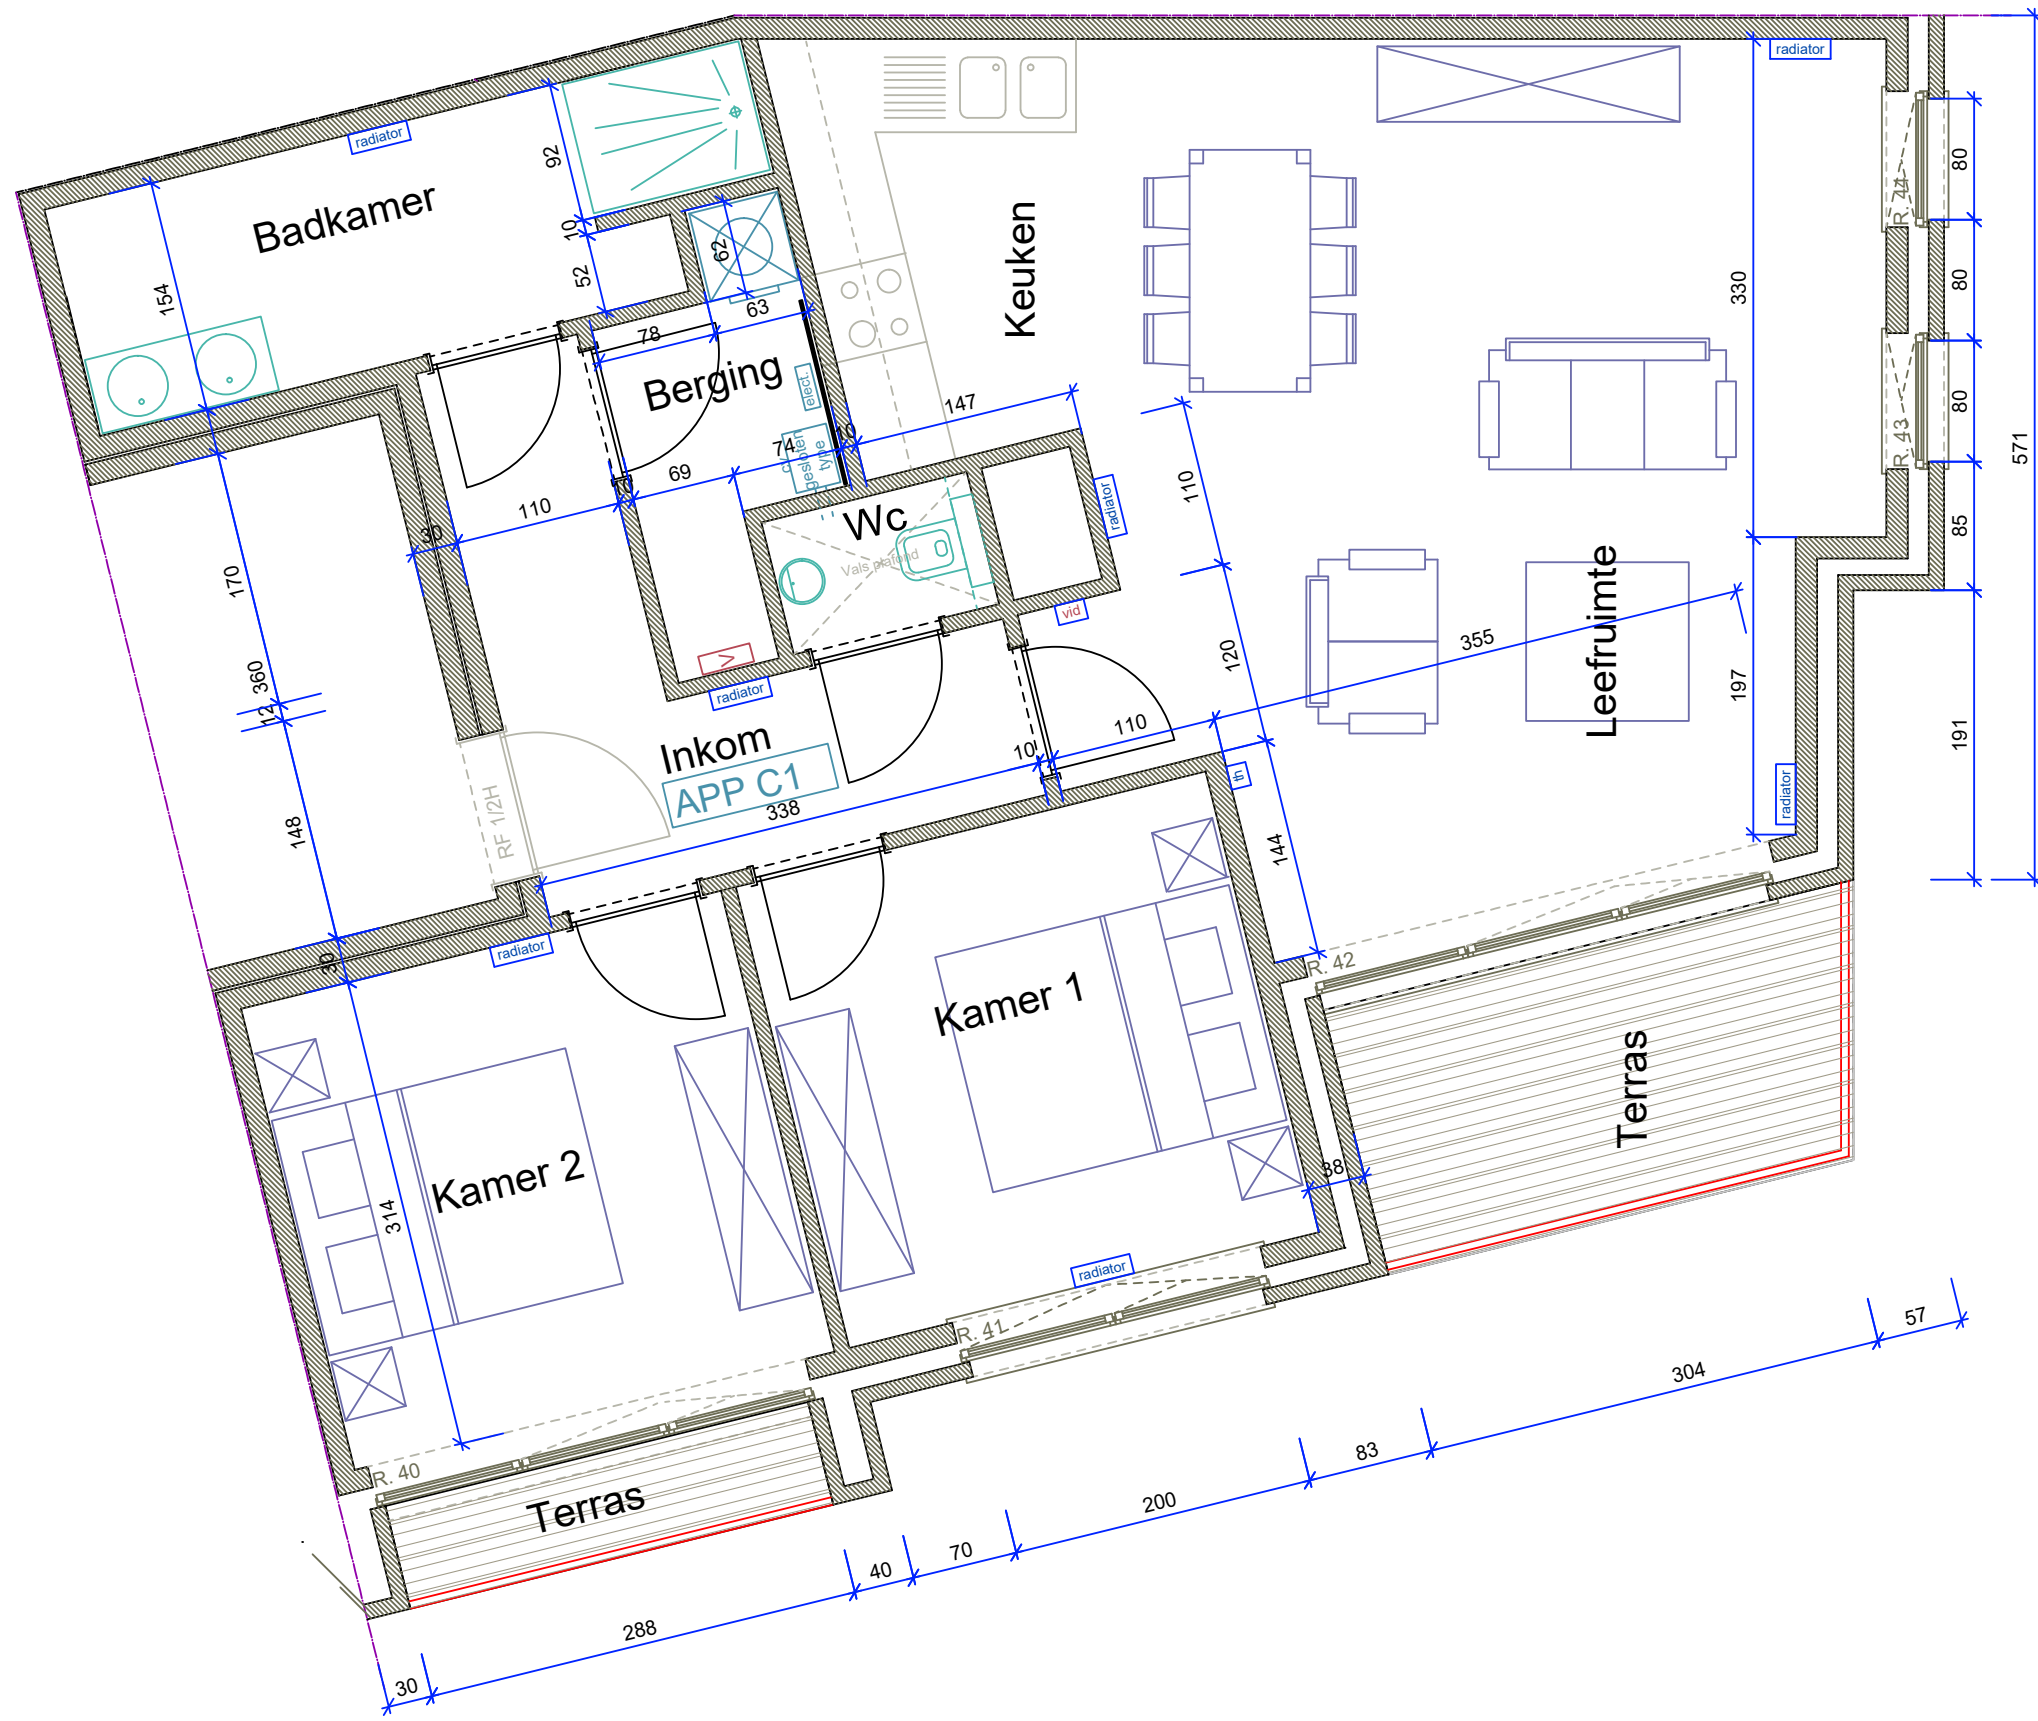 radiator
radiator
Badkamer
92
10
52
62
63
78
154
Berging
elect.
gesloten
type
Keuken
330
R. 44
80
80
80
R. 43
85
571
147
10
74
69
110
30
Wc
Vals plafond
radiator
vid
V
radiator
110
120
355
Leefruimte
197
radiator
191
170
360
12
148
RF 1/2H
Inkom
APP C1
338
10
110
th
144
30
radiator
R. 42
Kamer 1
Kamer 2
314
38
Terras
radiator
R. 41
R. 40
Terras
57
304
83
200
70
40
288
30